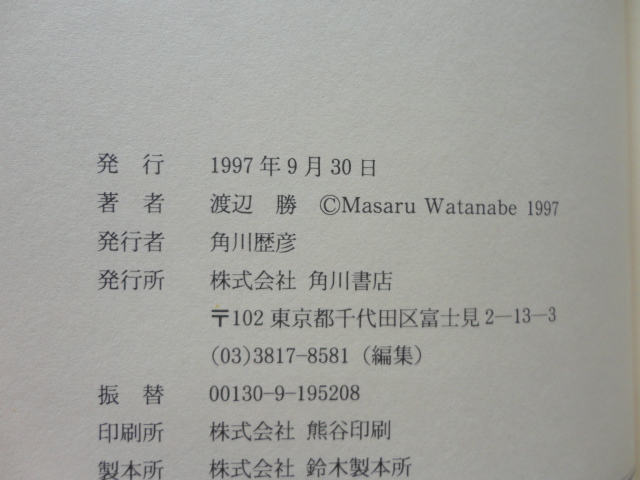 発行 1997年9月30日
著者 渡辺 勝 ©Masaru Watanabe 1997
発行者 角川歴彦
発行所 株式会社 角川書店
〒102 東京都千代田区富士見2−13−3
(03)3817-8581（編集）
振替 00130-9-195208
印刷所 株式会社 熊谷印刷
製本所 株式会社 鈴木製本所